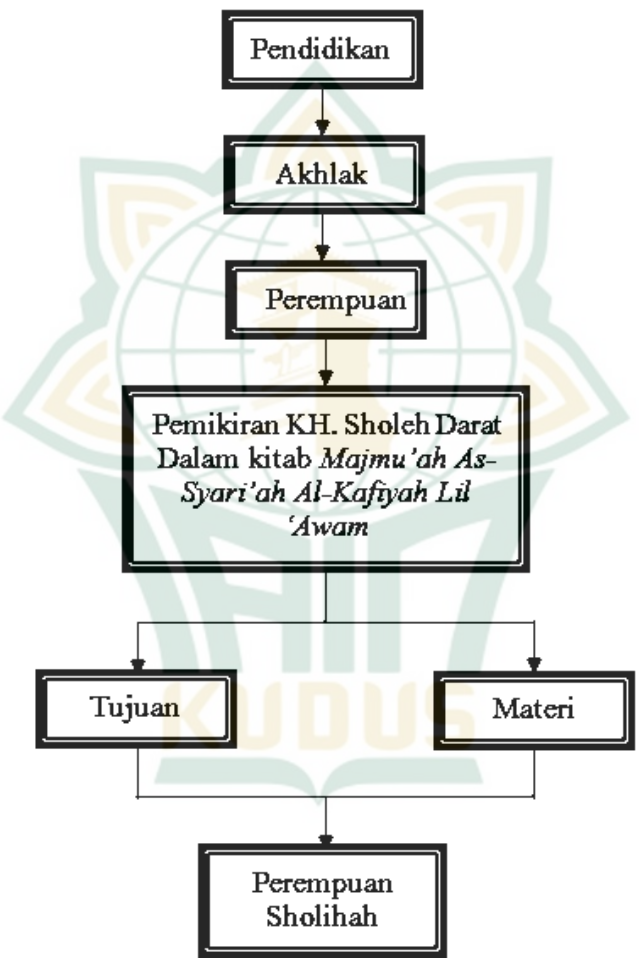 Pendidikan
Akhlak
Perempuan
Pemikiran KH. Sholeh Darat
Dalam kitab Majmu’ah As-
Syari’ah Al-Kafiyah Lil
‘Awam
Tujuan
Materi
KUDUS
Perempuan
Sholihah